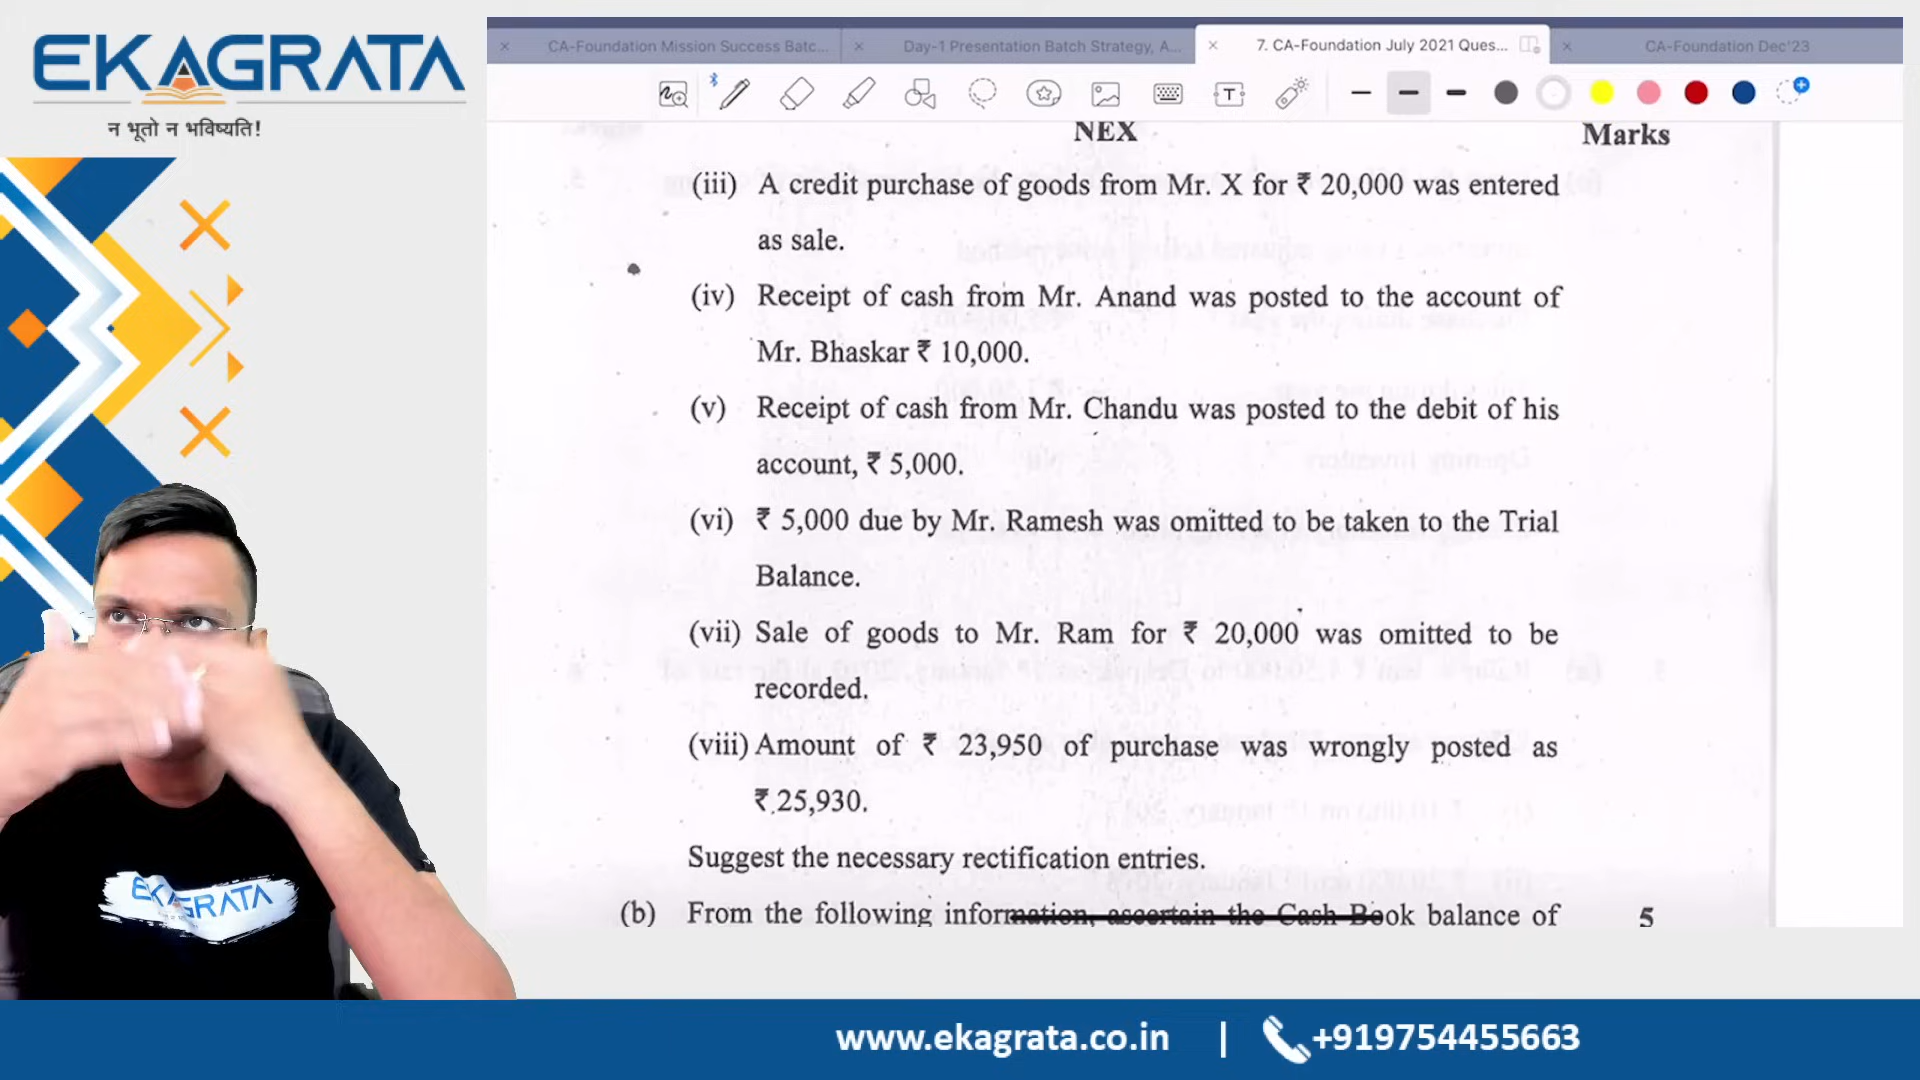 EKAGRATA
न भूतो न भविष्यति!
CA-Foundation Mission Success Batc...
Day-1 Presentation Batch Strategy, A...
7. CA-Foundation July 2021 Ques...
CA-Foundation Dec'23
NEX
Marks
(iii) A credit purchase of goods from Mr. X for ₹ 20,000 was entered
as sale.
(iv) Receipt of cash from Mr. Anand was posted to the account of
Mr. Bhaskar ₹ 10,000.
(v) Receipt of cash from Mr. Chandu was posted to the debit of his
account, ₹ 5,000.
(vi) ₹ 5,000 due by Mr. Ramesh was omitted to be taken to the Trial
Balance.
(vii) Sale of goods to Mr. Ram for ₹ 20,000 was omitted to be
recorded.
(viii) Amount of ₹ 23,950 of purchase was wrongly posted as
₹ 25,930.
Suggest the necessary rectification entries.
(b) From the following information, ascertain the Cash Book balance of 5
EKAGRATA
www.ekagrata.co.in | +919754455663